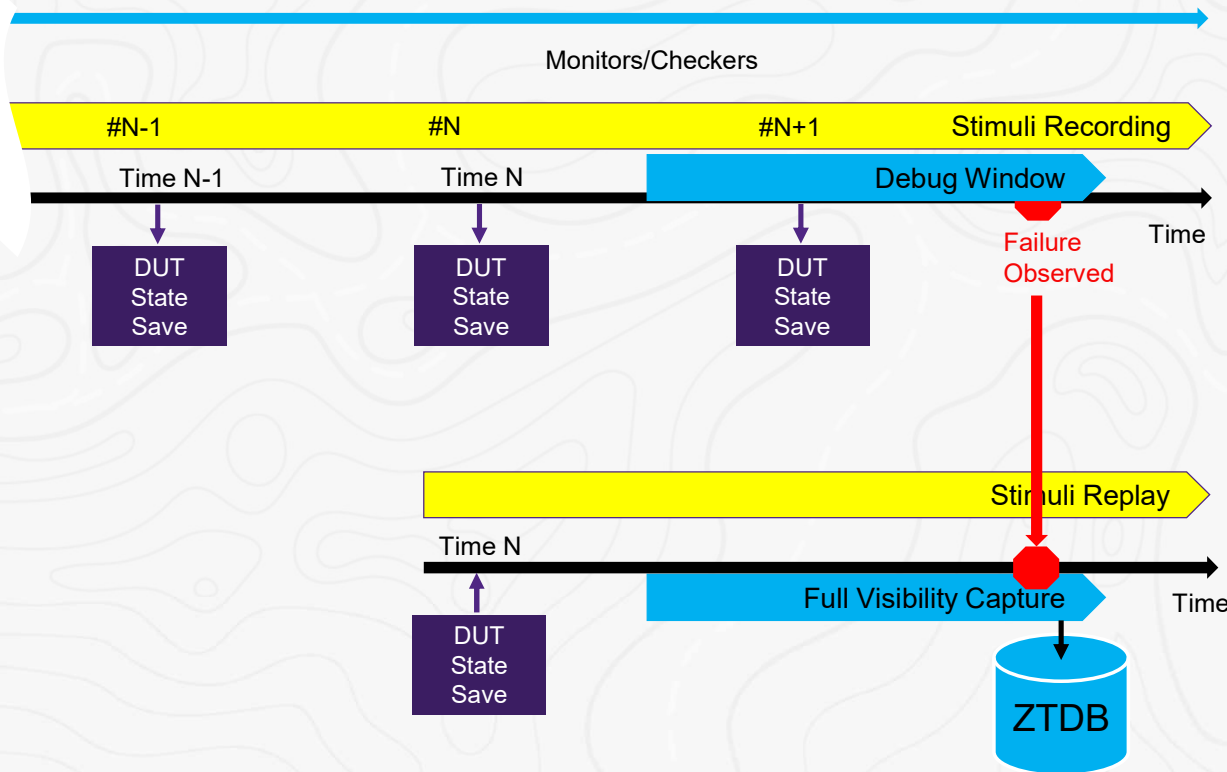 Monitors/Checkers
#N-1
#N
#N+1
Stimuli Recording
Time N-1
Time N
Debug Window
Time
DUT
State
Save
DUT
State
Save
DUT
State
Save
Failure
Observed
Stimuli Replay
Time N
Full Visibility Capture
Time
DUT
State
Save
ZTDB